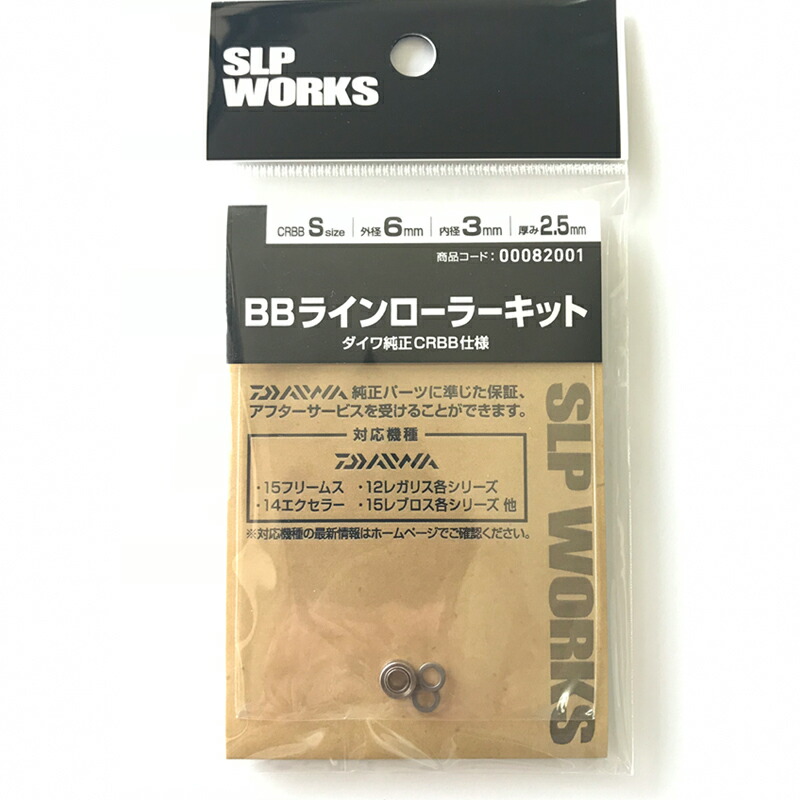 SLP
WORKS
CRBB S size 外径6mm 内径3mm 厚み2.5mm
商品コード:00082001
BBラインローラーキット
ダイワ純正CRBB仕様
DAIWA 純正パーツに準じた保証、
アフターサービスを受けることができます。
対応機種
DAIWA
・15フリームス ・12レガリス各シリーズ
・14エクセラー ・15レブロス各シリーズ 他
※対応機種の最新情報はホームページでご確認ください。
SLP WORKS